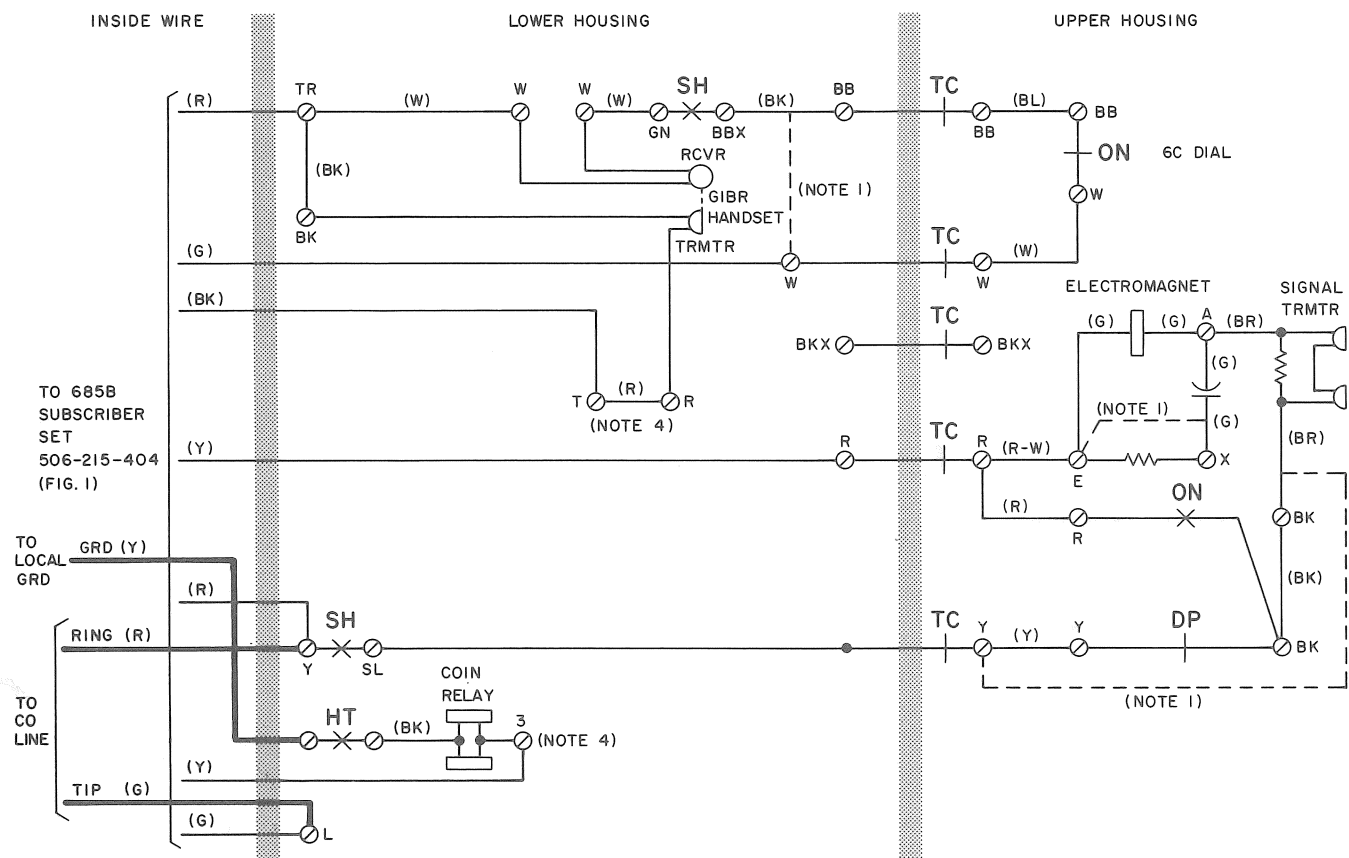 INSIDE WIRE
LOWER HOUSING
UPPER HOUSING
(R)
TR
(W)
W
W
(W)
GN
SH
BBX
(BK)
BB
TC
BB
(BL)
BB
ON
6C DIAL
W
(BK)
BK
RCVR
GIBR
HANDSET
TRMTR
(NOTE 1)
(G)
W
TC
W
(W)
(BK)
T
(R)
R
(NOTE 4)
BKX
TC
BKX
ELECTROMAGNET
SIGNAL
TRMTR
(G)
(G)
A
(BR)
(G)
(NOTE 1)
(G)
(BR)
TO 685B
SUBSCRIBER
SET
506-215-404
(FIG. 1)
(Y)
R
TC
R
(R-W)
E
X
(R)
R
ON
BK
(BK)
TO
LOCAL
GRD
GRD (Y)
(R)
RING (R)
Y
SH
SL
TC
Y
(Y)
Y
DP
BK
(NOTE 1)
TO
CO
LINE
HT
(BK)
COIN
RELAY
3
(NOTE 4)
(Y)
TIP (G)
(G)
L